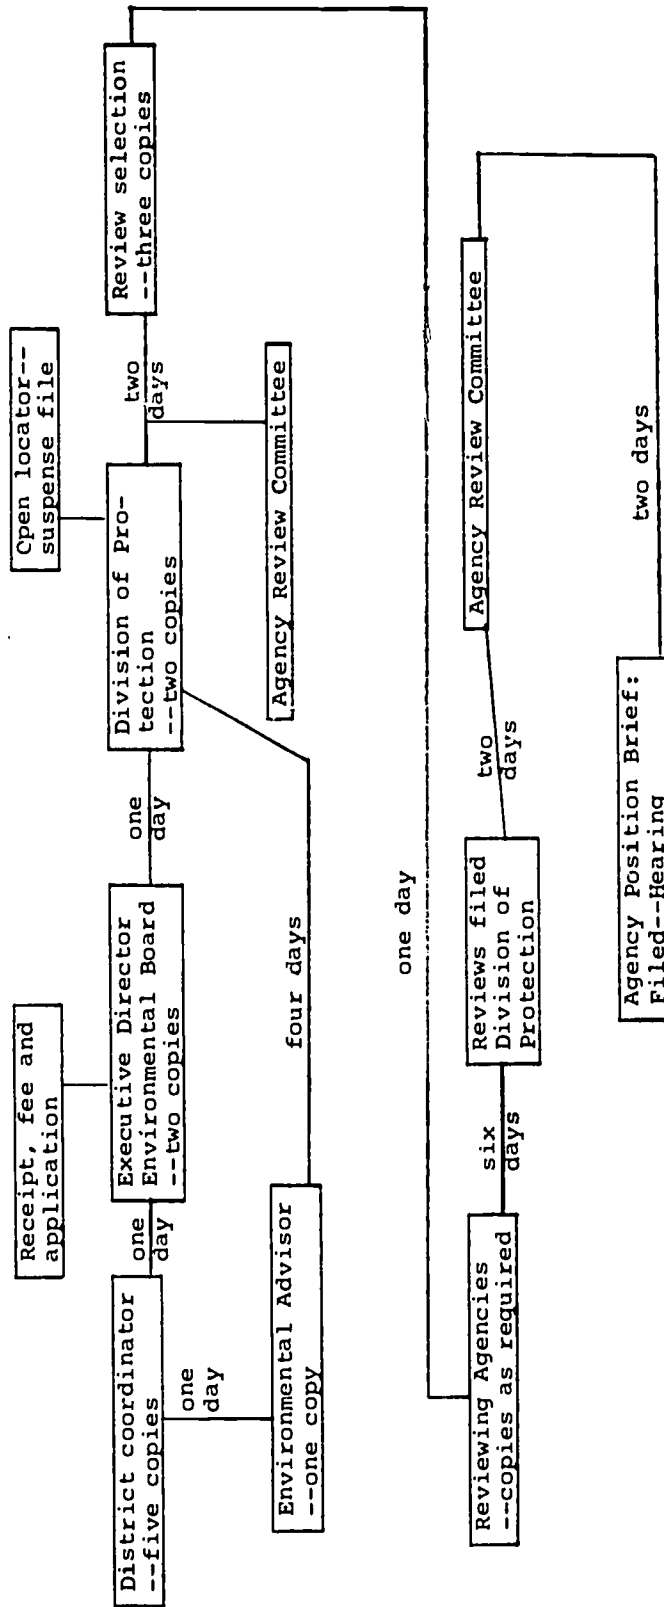 Receipt, fee and
application
Open locator--
suspense file
District coordinator
--five copies
one
day
Executive Director
Environmental Board
--two copies
one
day
Division of Pro-
tection
--two copies
two
days
Review selection
--three copies
one
day
Environmental Advisor
--one copy
four days
Agency Review Committee
one day
Reviewing Agencies
--copies as required
six
days
Reviews filed
Division of
Protection
two
days
Agency Review Committee
two days
Agency Position Brief:
Filed--Hearing